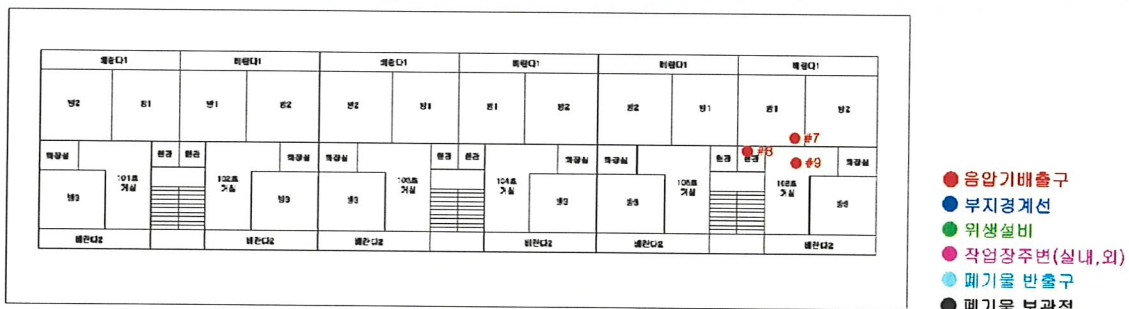 베란다1 베란다1 베란다1 베란다1 베란다1 베란다1
방2 방1 방1 방2 방2 방1 방1 방2 방2 방1 방1 방2
#7
화장실 현관 현관 화장실 화장실 현관 현관 화장실 화장실 현관 현관 #8 화장실
#9
101호 102호 103호 104호 105호 106호
거실 거실 거실 거실 거실 거실
방3 방3 방3 방3 방3 방3
베란다2 베란다2 베란다2 베란다2 베란다2 베란다2
음압기배출구
부지경계선
위생설비
작업장주변(실내,외)
폐기물 반출구
폐기물 보관적